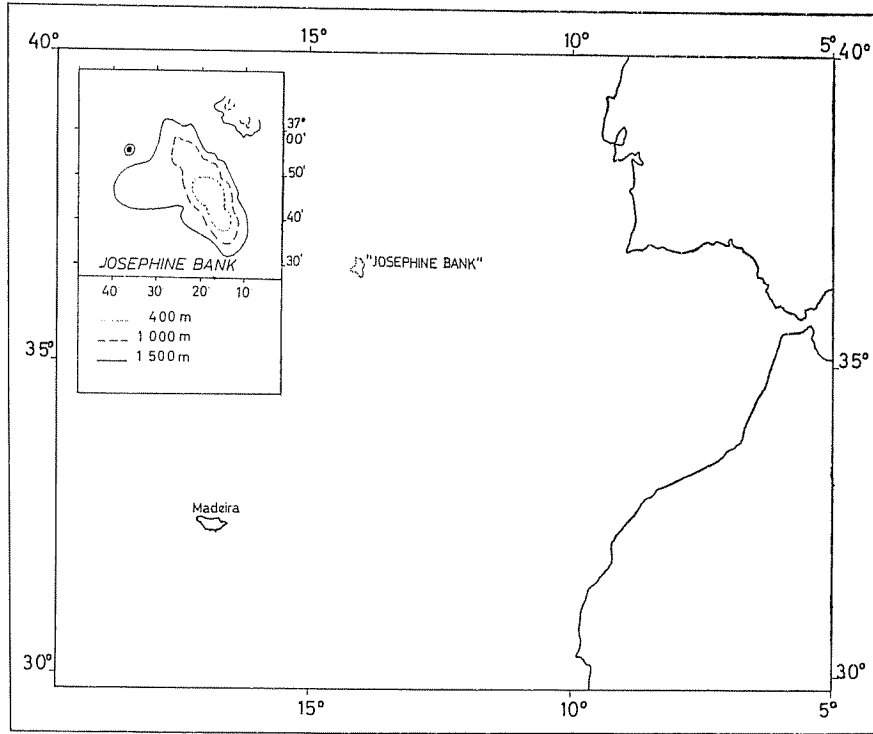 40° 15° 10° 5°
40°
37°
00'
50'
40'
30'
JOSEPHINE BANK
40 30 20 10
400 m
1 000 m
1 500 m
"JOSEPHINE BANK"
35° 35°
Madeira
30° 30°
15° 10° 5°